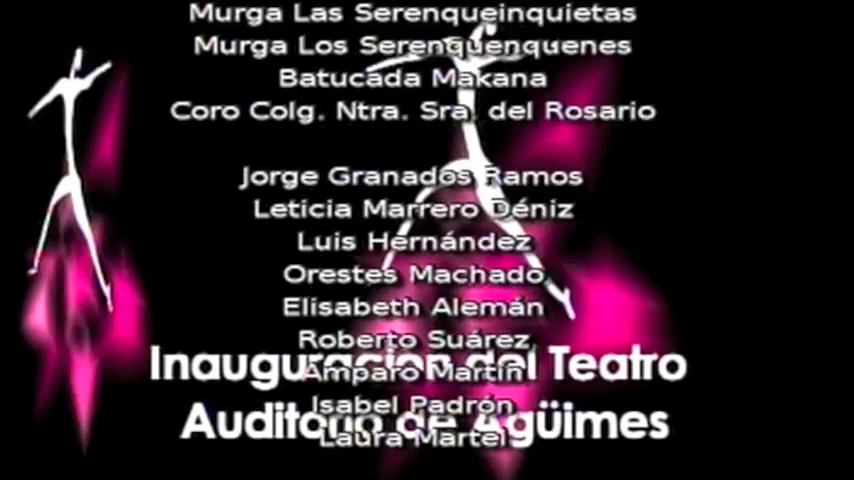 Murga Las Serenqueinquietas
Murga Los Serenquenquenes
Batucada Makana
Coro Colg. Ntra. Sra. del Rosario
Jorge Granados Ramos
Leticia Marrero Déniz
Luis Hernández
Orestes Machado
Elisabeth Alemán
Roberto Suárez
Inauguración del Teatro
Amparo Martín
Isabel Padrón
Auditorio de Agüimes
Laura Martel